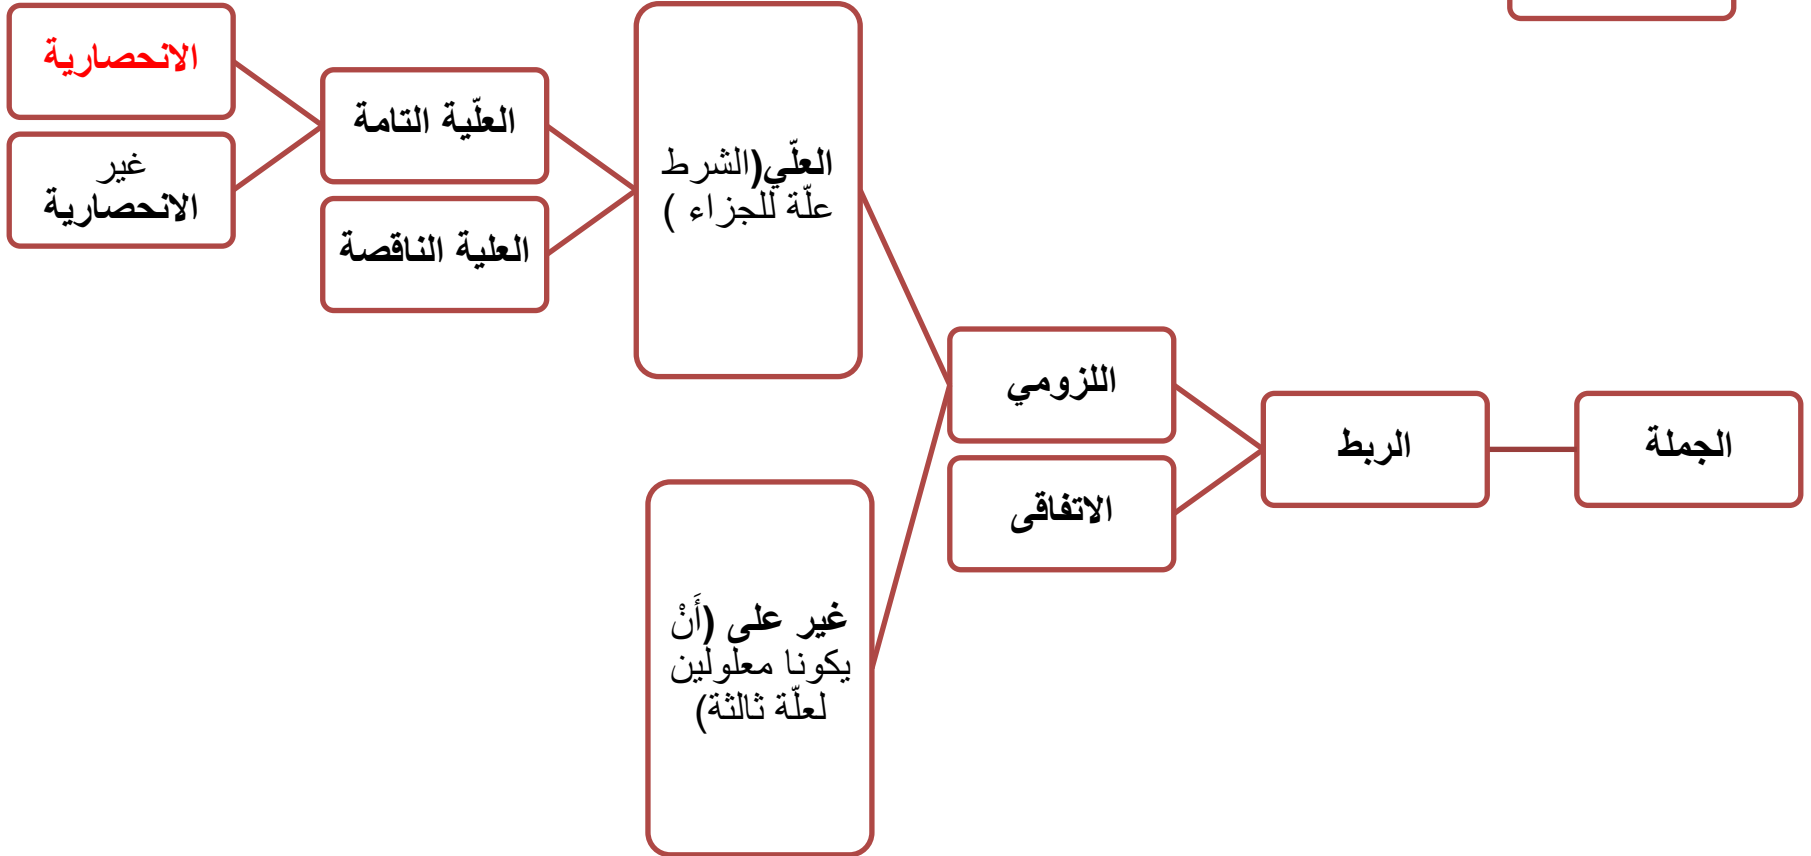 الجملة
الربط
اللزومي
الاتفاقى
العلّي(الشرط
علّة للجزاء )
غير على (أَنْ
يكونا معلولين
لعلّة ثالثة)
العلّية التامة
العلية الناقصة
الانحصارية
غير
الانحصارية